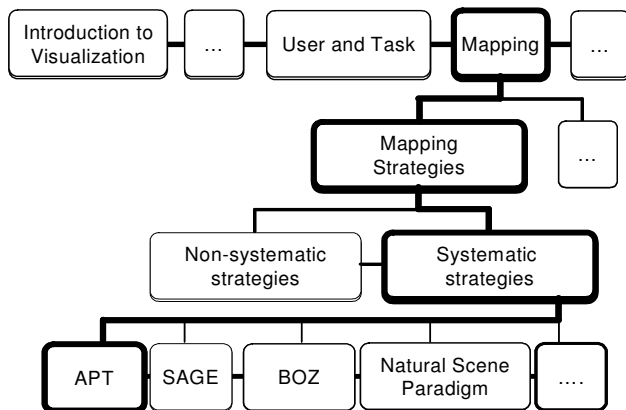 Introduction to
Visualization
...
User and Task
Mapping
...
Mapping
Strategies
...
Non-systematic
strategies
Systematic
strategies
APT
SAGE
BOZ
Natural Scene
Paradigm
....